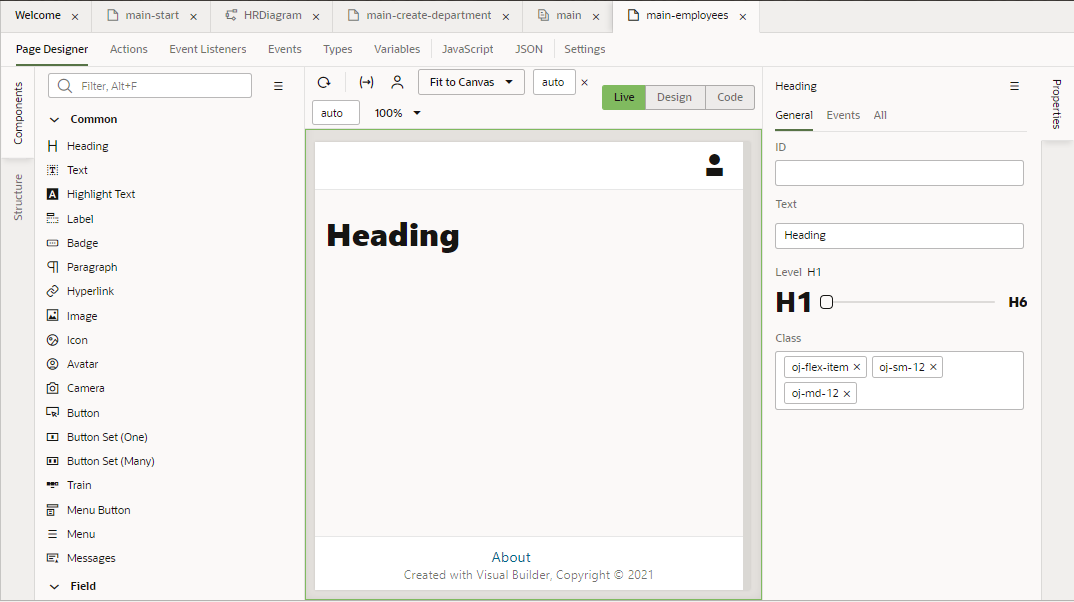 Welcome × main-start × HRDiagram × main-create-department × main × main-employees ×
Page Designer Actions Event Listeners Events Types Variables JavaScript JSON Settings
Components
Structure
Filter, Alt+F
Common
H Heading
Text
A Highlight Text
Label
Badge
Paragraph
Hyperlink
Image
Icon
Avatar
Camera
Button
Button Set (One)
Button Set (Many)
Train
Menu Button
Menu
Messages
Field
Fit to Canvas auto ×
Live Design Code
auto 100%
Heading
About
Created with Visual Builder, Copyright © 2021
Heading
General Events All
ID
Text
Heading
Level H1
H1 H6
Class
oj-flex-item × oj-sm-12 ×
oj-md-12 ×
Properties